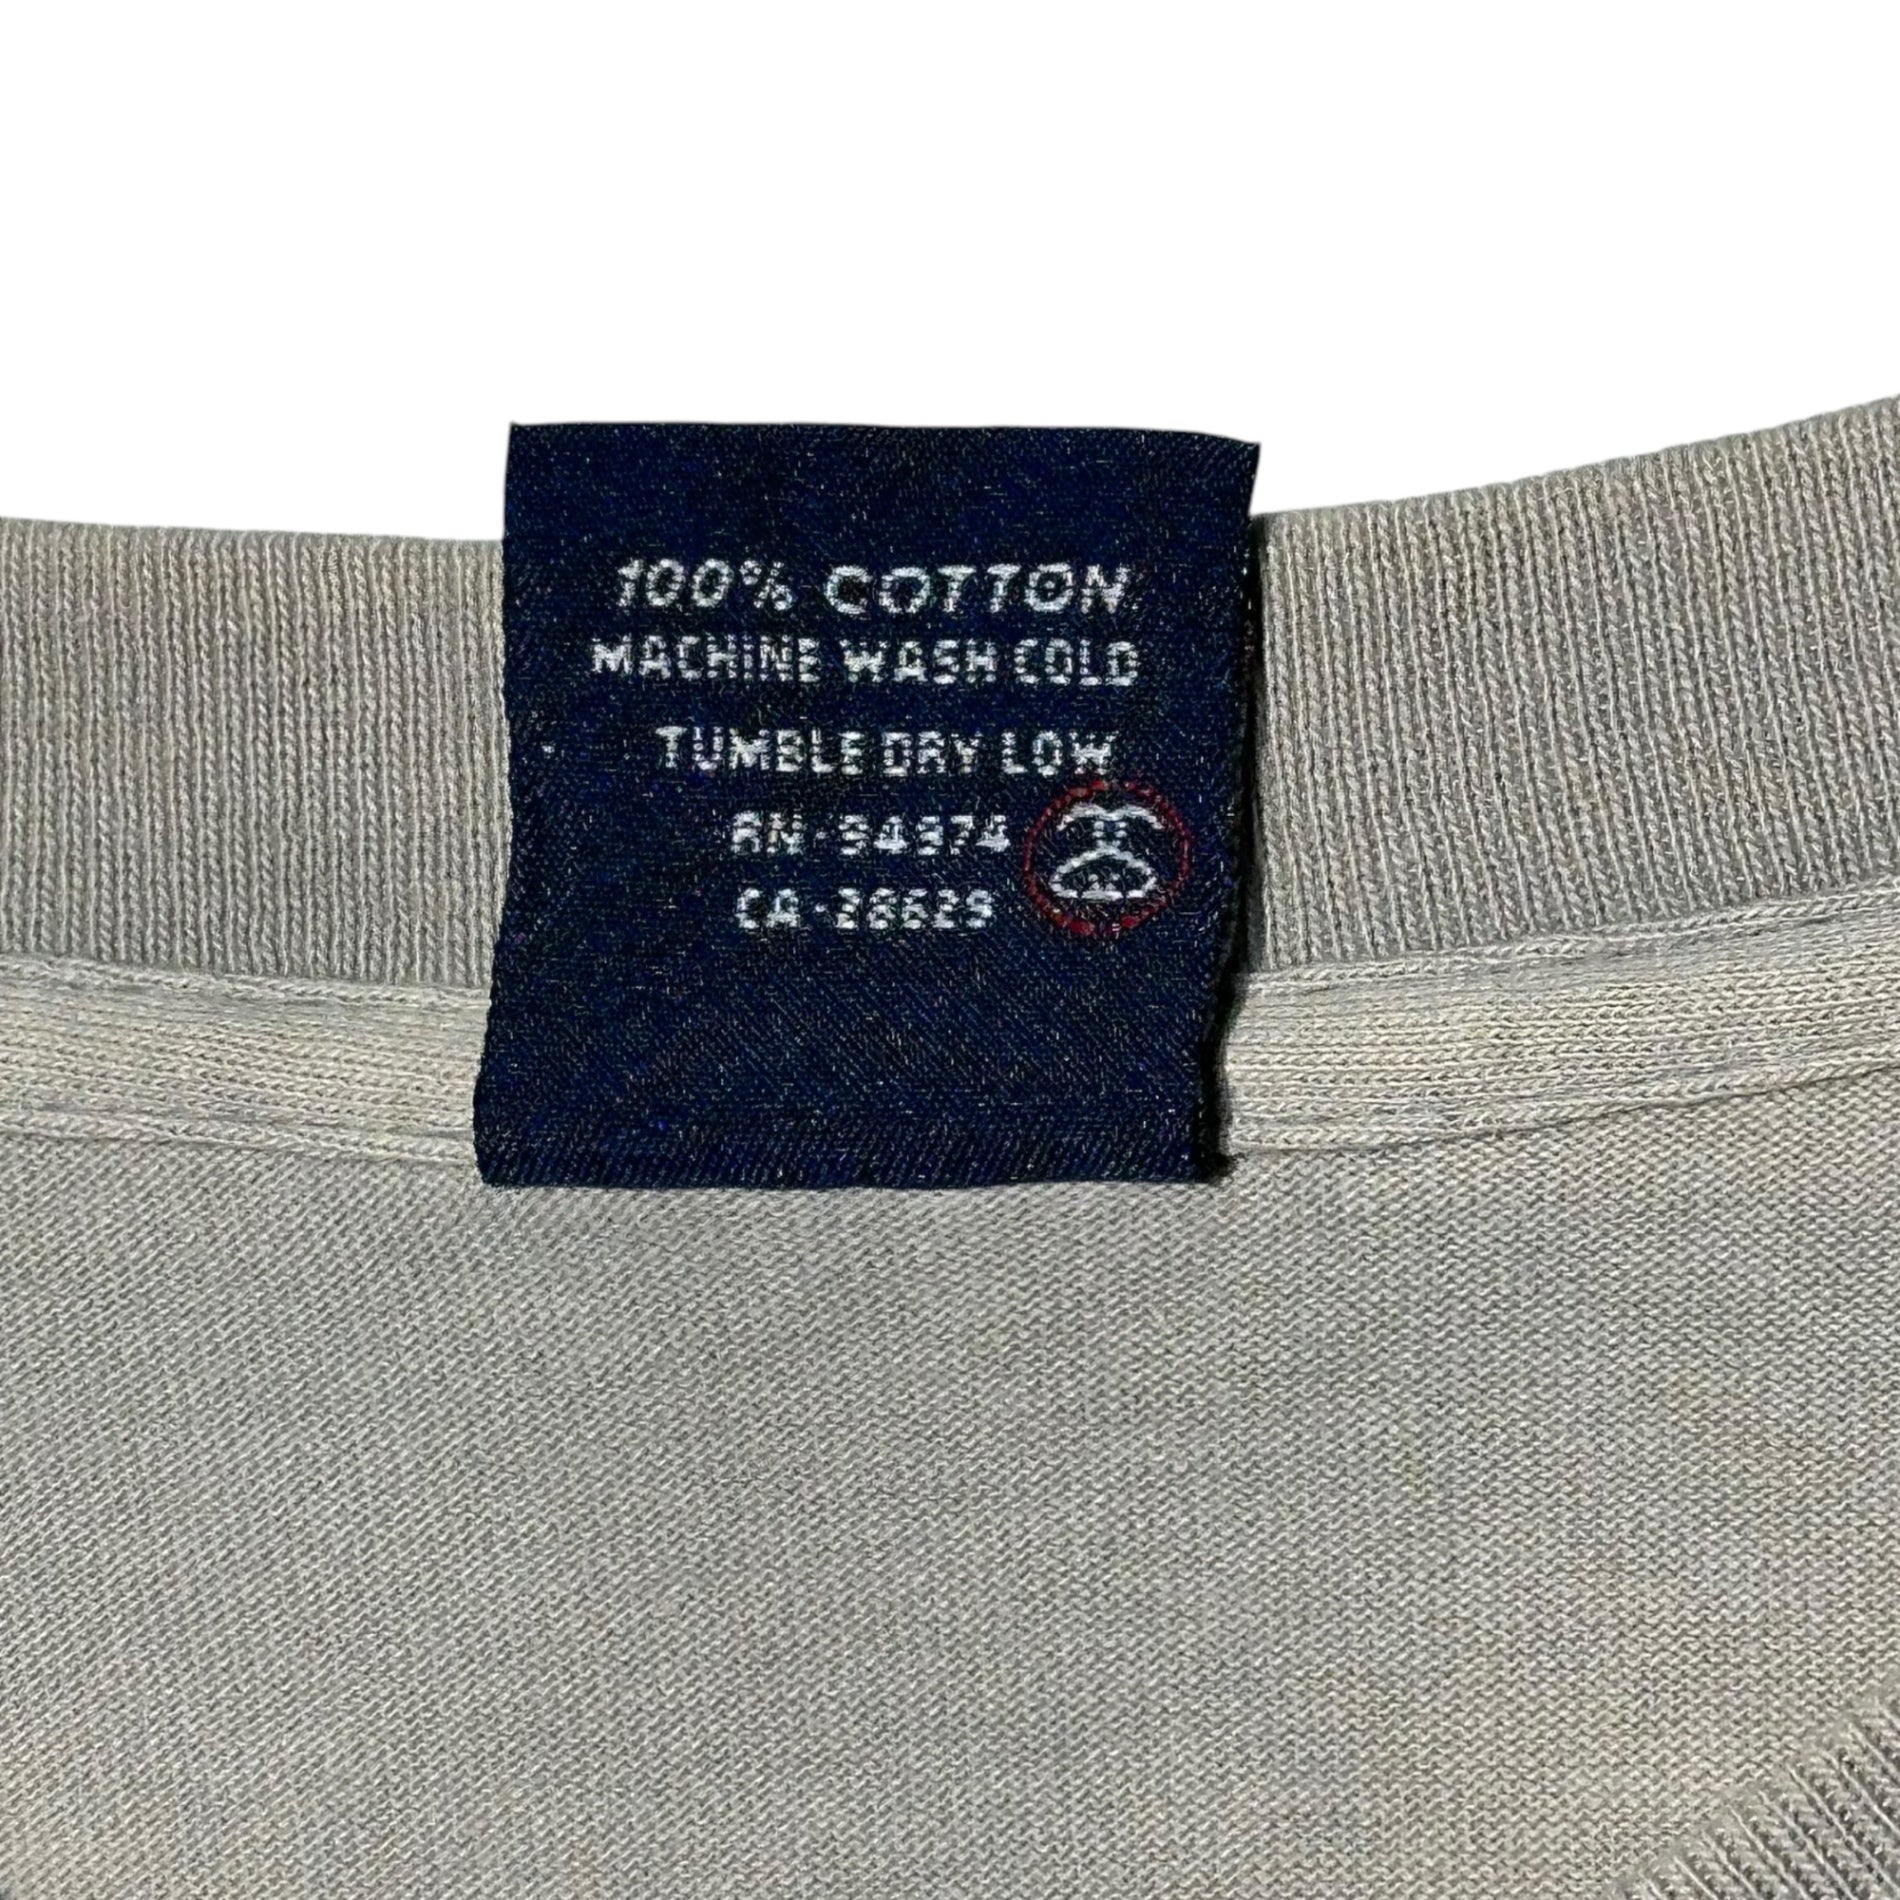 100% COTTON
MACHINE WASH COLD
TUMBLE DRY LOW
RN-94974
CA-28629